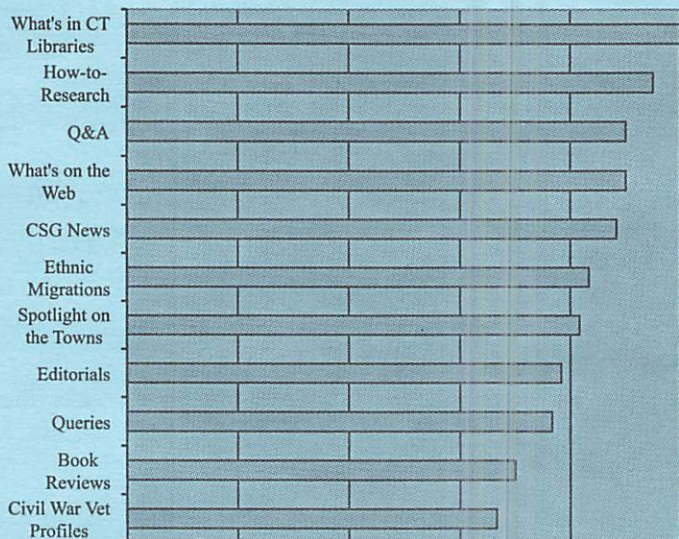 What's in CT
Libraries
How-to-
Research
Q&A
What's on the
Web
CSG News
Ethnic
Migrations
Spotlight on
the Towns
Editorials
Queries
Book
Reviews
Civil War Vet
Profiles